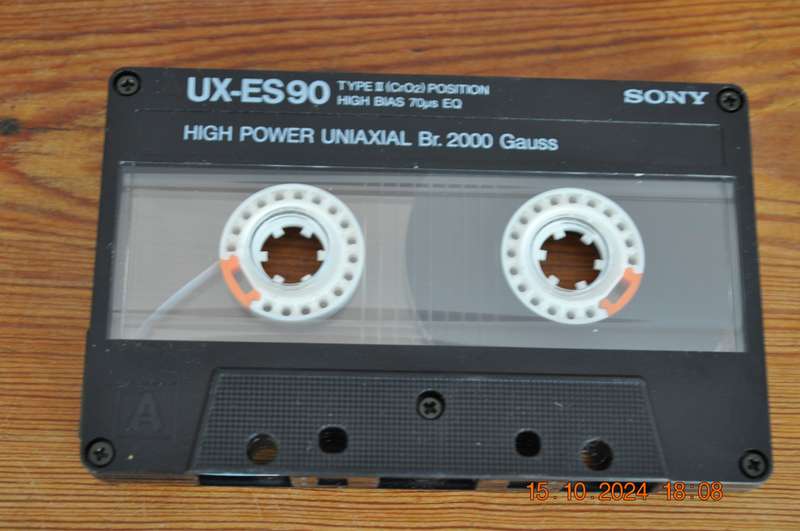 UX-ES90 TYPE II (CrO2) POSITION
HIGH BIAS 70µs EQ
SONY
HIGH POWER UNIAXIAL Br. 2000 Gauss
A
15.10.2024 18:08